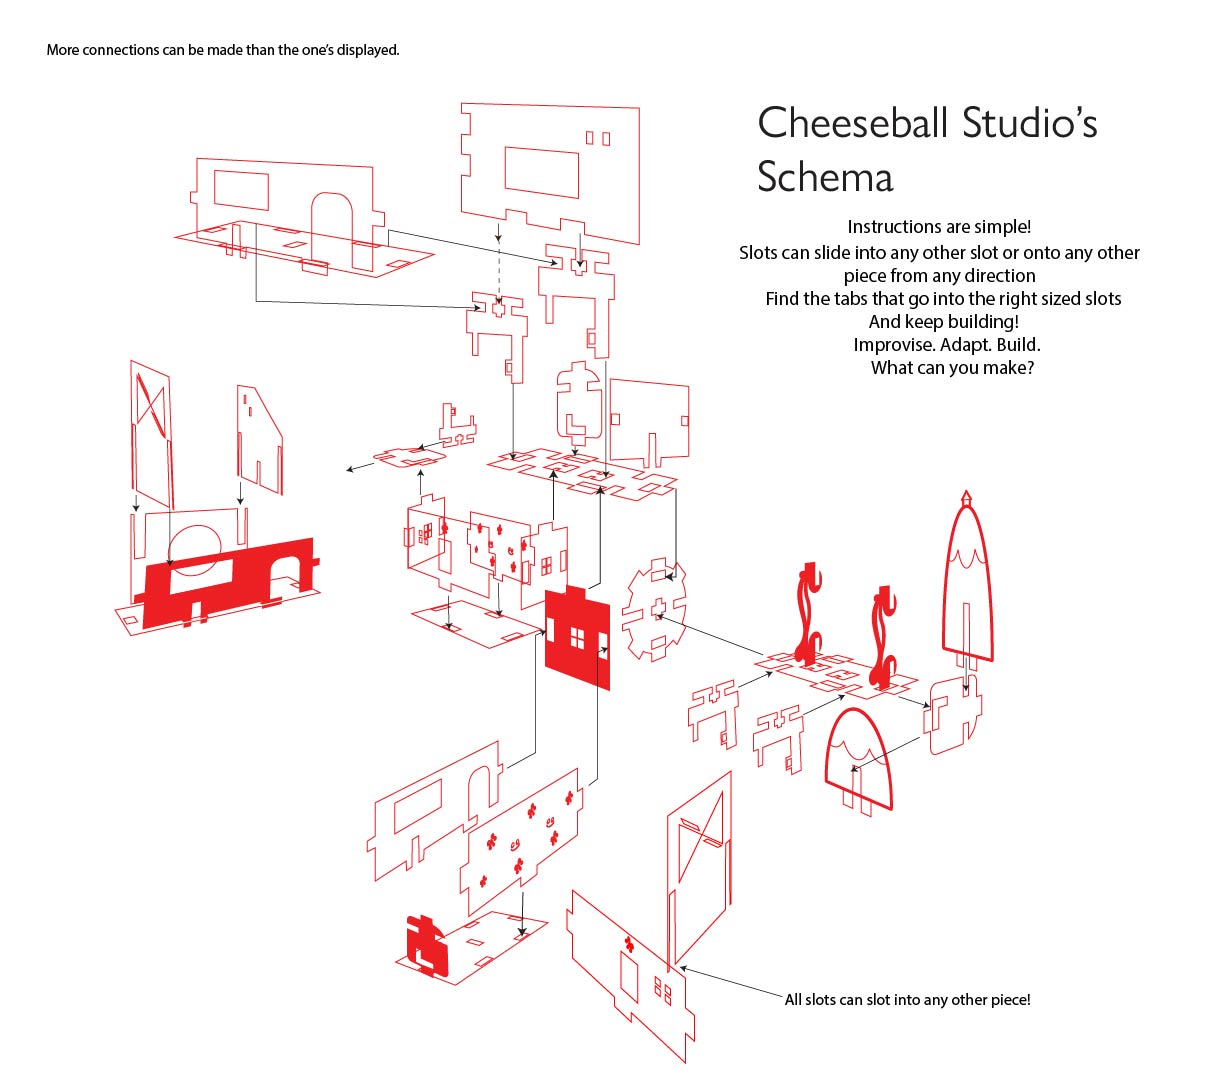 More connections can be made than the one's displayed.
Cheeseball Studio's
Schema
Instructions are simple!
Slots can slide into any other slot or onto any other
piece from any direction
Find the tabs that go into the right sized slots
And keep building!
Improvise. Adapt. Build.
What can you make?
All slots can slot into any other piece!